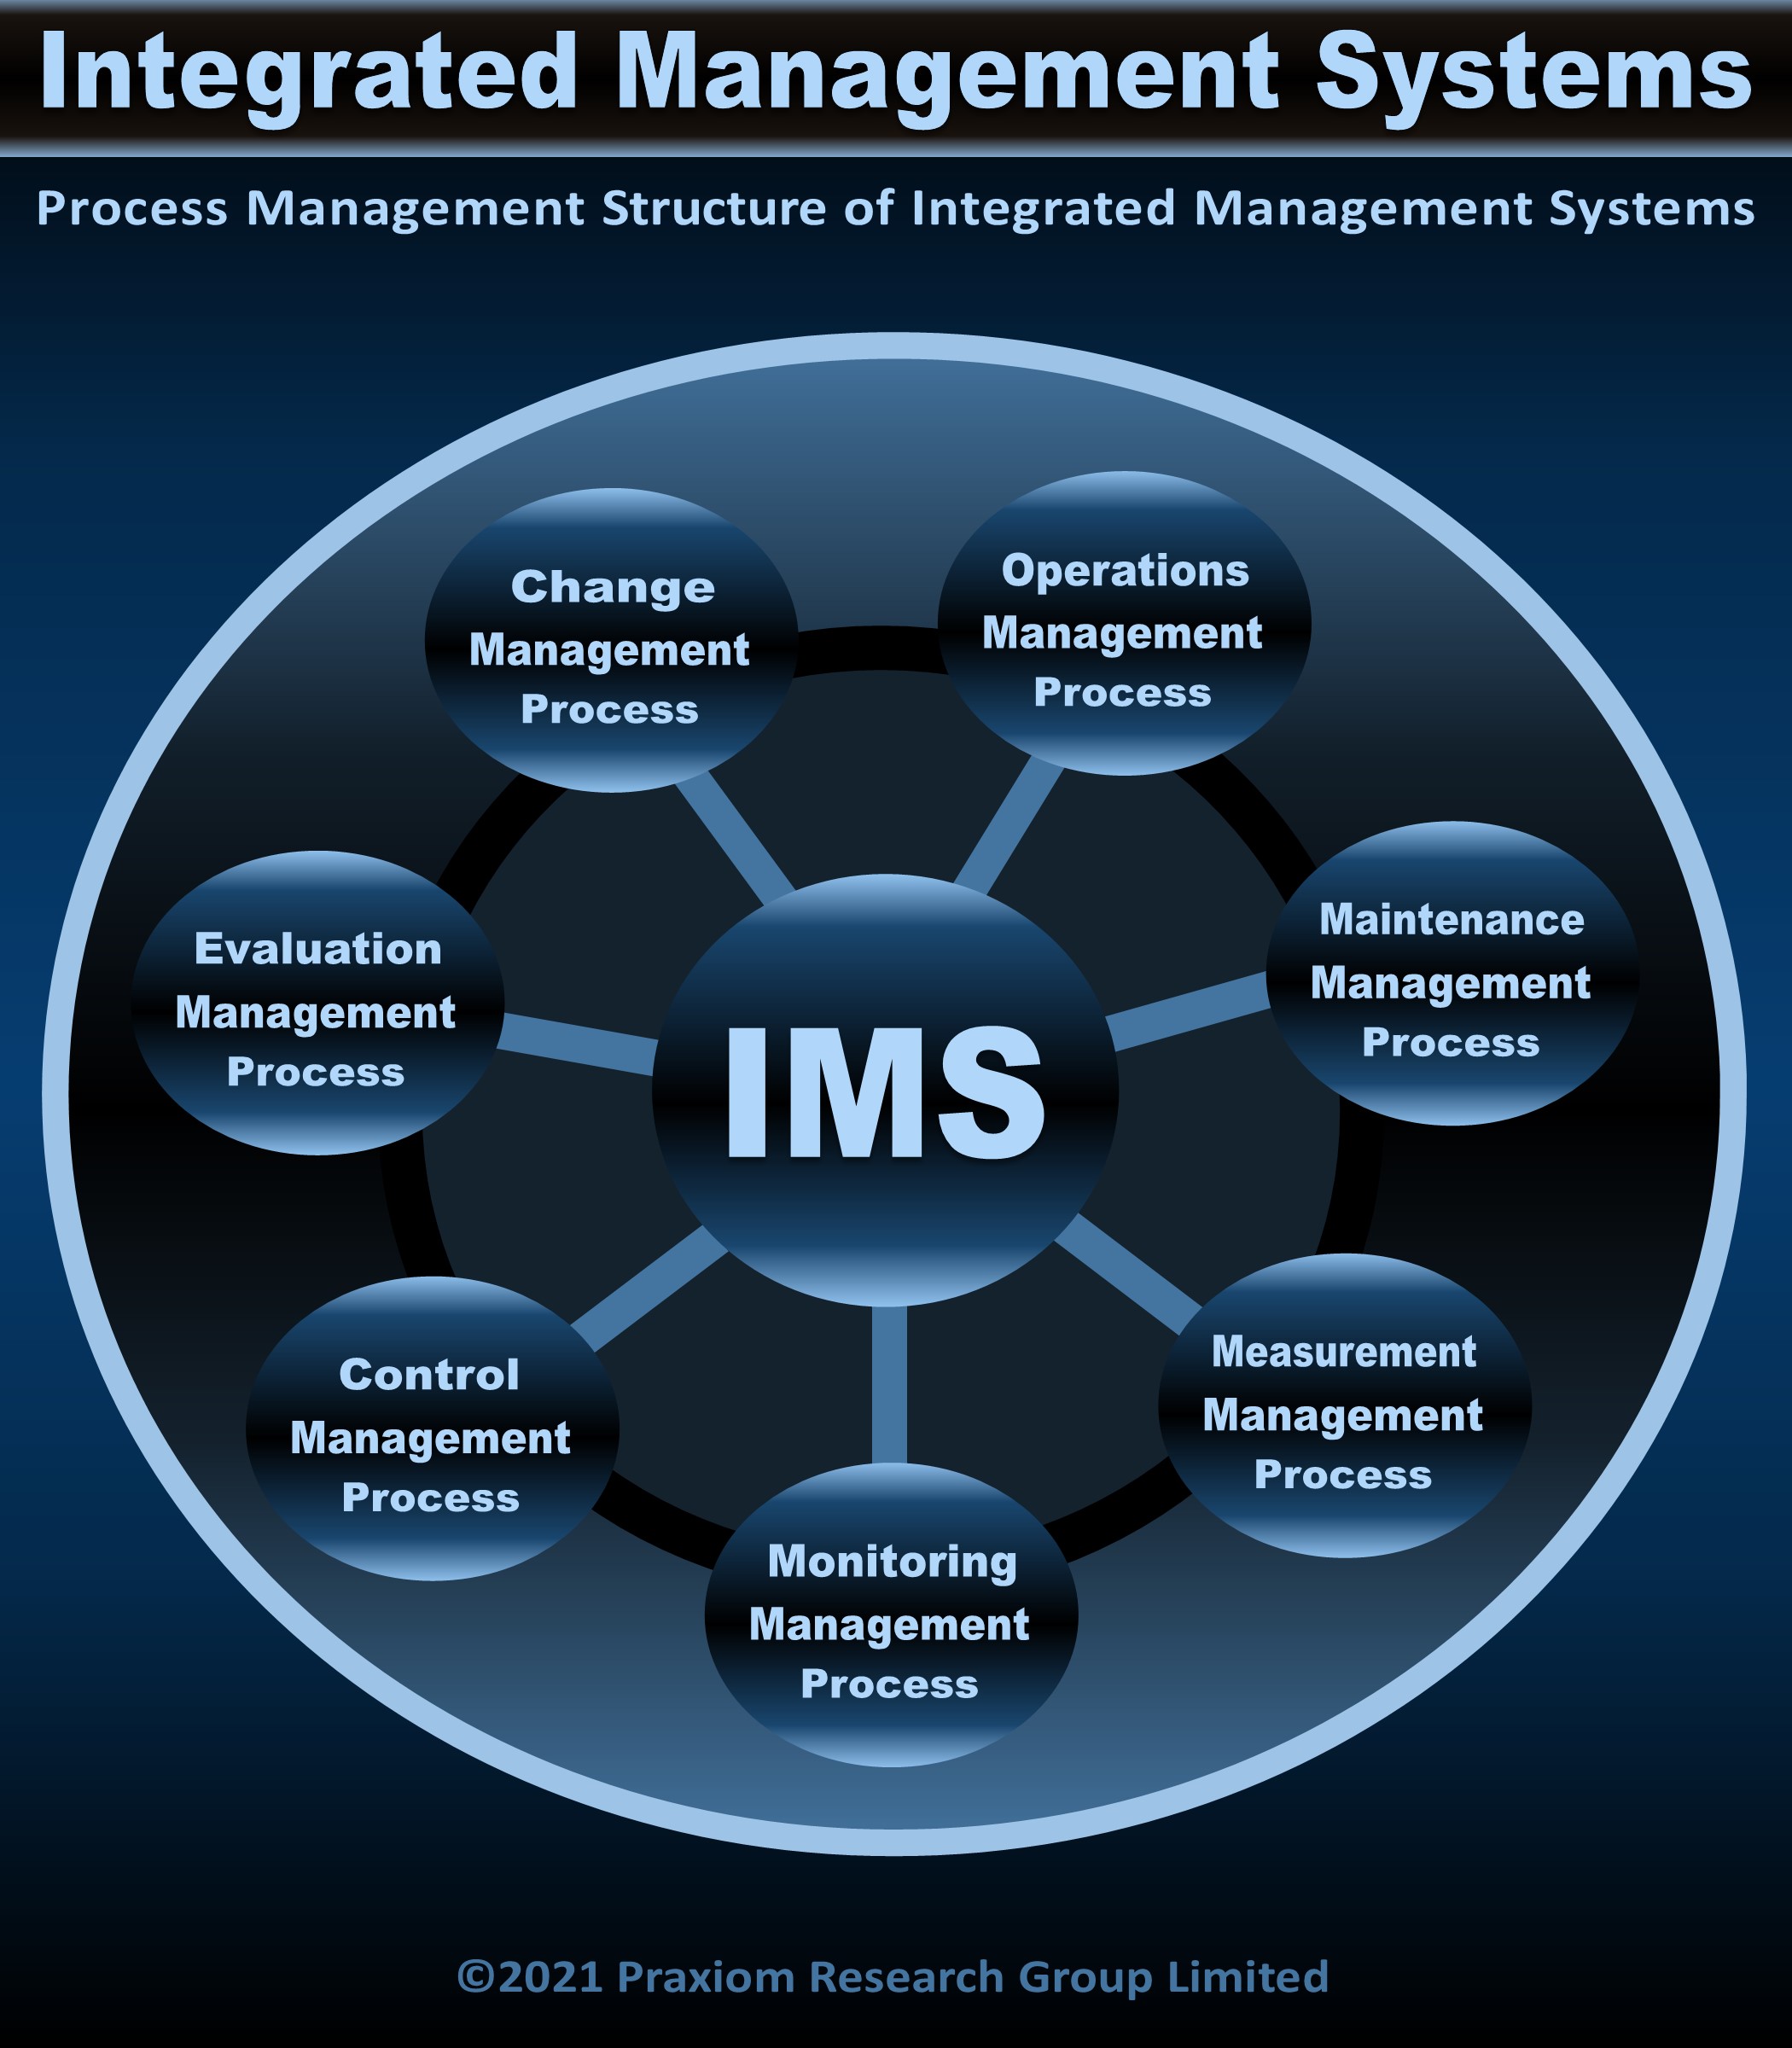 Integrated Management Systems
Process Management Structure of Integrated Management Systems
Change
Management
Process
Operations
Management
Process
Evaluation
Management
Process
Maintenance
Management
Process
IMS
Control
Management
Process
Measurement
Management
Process
Monitoring
Management
Process
©2021 Praxiom Research Group Limited